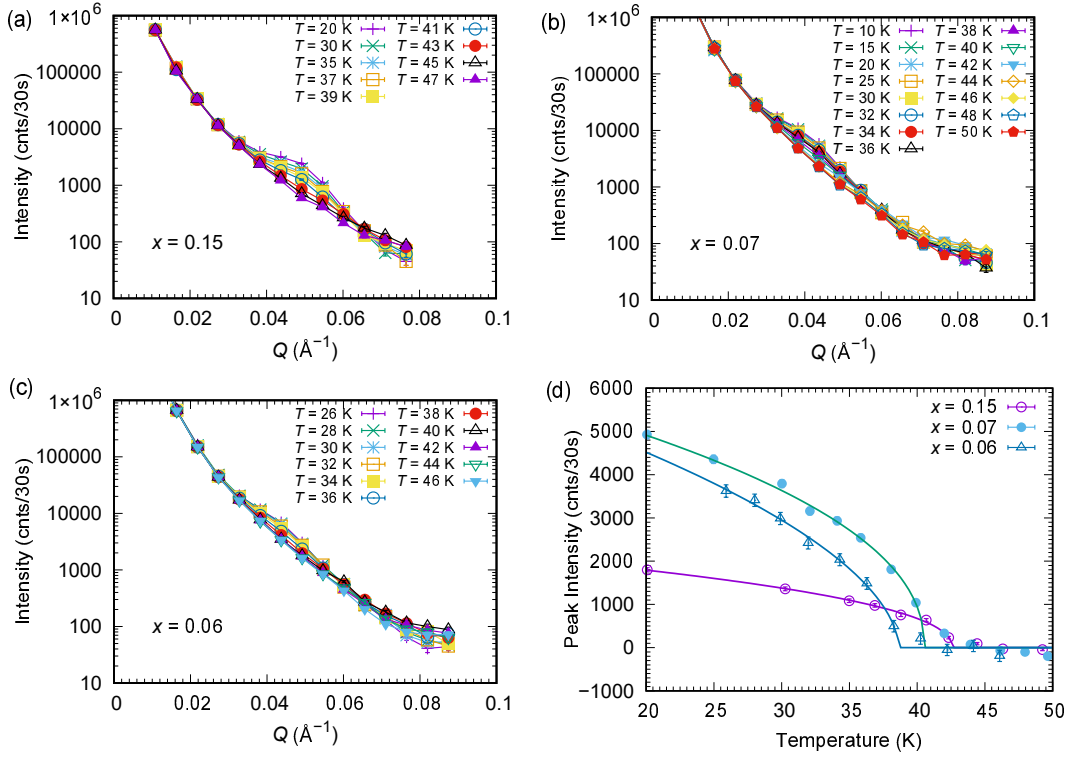 (a)
Intensity (cnts/30s)
1×10⁶
100000
10000
1000
100
10
T = 20 K
T = 30 K
T = 35 K
T = 37 K
T = 39 K
T = 41 K
T = 43 K
T = 45 K
T = 47 K
x = 0.15
0 0.02 0.04 0.06 0.08 0.1
Q (Å⁻¹)
(b)
Intensity (cnts/30s)
1×10⁶
100000
10000
1000
100
10
T = 10 K
T = 15 K
T = 20 K
T = 25 K
T = 30 K
T = 32 K
T = 34 K
T = 36 K
T = 38 K
T = 40 K
T = 42 K
T = 44 K
T = 46 K
T = 48 K
T = 50 K
x = 0.07
0 0.02 0.04 0.06 0.08 0.1
Q (Å⁻¹)
(c)
Intensity (cnts/30s)
1×10⁶
100000
10000
1000
100
10
T = 26 K
T = 28 K
T = 30 K
T = 32 K
T = 34 K
T = 36 K
T = 38 K
T = 40 K
T = 42 K
T = 44 K
T = 46 K
x = 0.06
0 0.02 0.04 0.06 0.08 0.1
Q (Å⁻¹)
(d)
Peak Intensity (cnts/30s)
6000
5000
4000
3000
2000
1000
0
−1000
x = 0.15
x = 0.07
x = 0.06
20 25 30 35 40 45 50
Temperature (K)